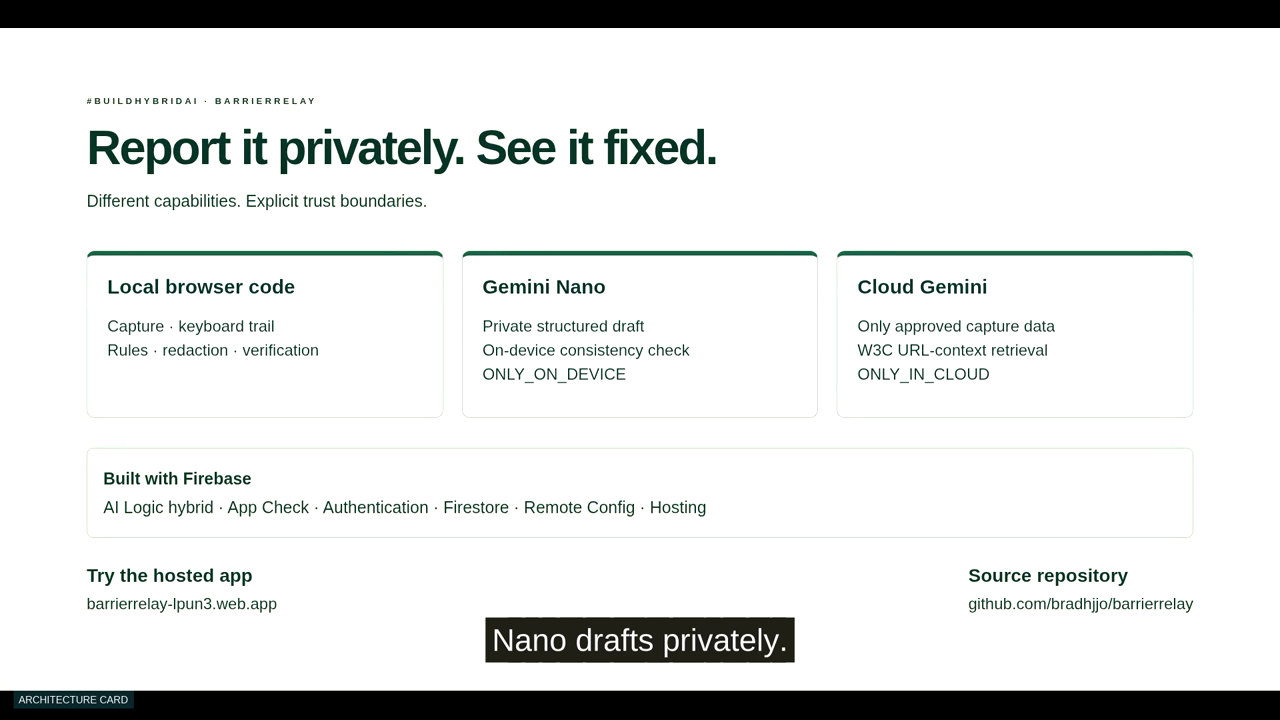 #BUILDHYBRIDAI · BARRIERRELAY
Report it privately. See it fixed.
Different capabilities. Explicit trust boundaries.
Local browser code
Capture · keyboard trail
Rules · redaction · verification
Gemini Nano
Private structured draft
On-device consistency check
ONLY_ON_DEVICE
Cloud Gemini
Only approved capture data
W3C URL-context retrieval
ONLY_IN_CLOUD
Built with Firebase
AI Logic hybrid · App Check · Authentication · Firestore · Remote Config · Hosting
Try the hosted app
barrierrelay-lpun3.web.app
Source repository
github.com/bradhjjo/barrierrelay
Nano drafts privately.
ARCHITECTURE CARD